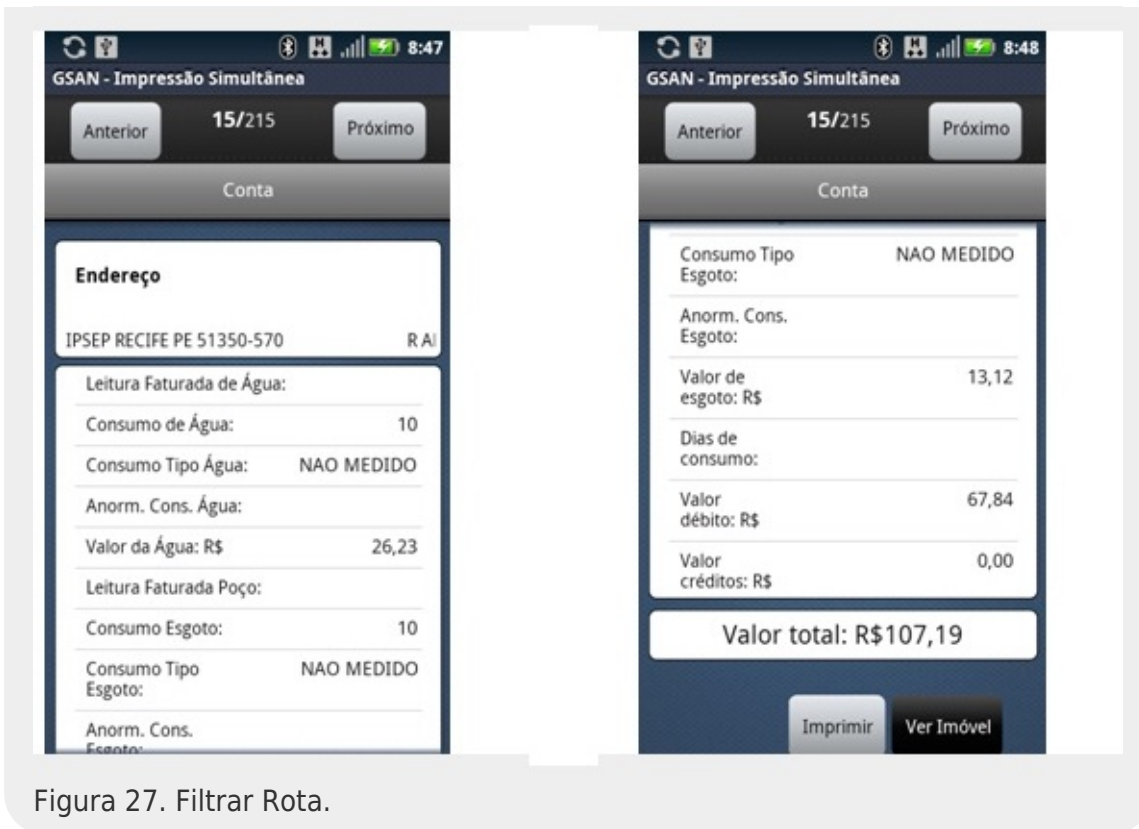 8:47
GSAN - Impressão Simultânea
Anterior 15/215 Próximo
Conta
Endereço
IPSEP RECIFE PE 51350-570 R
Leitura Faturada de Água:
Consumo de Água: 10
Consumo Tipo Água: NAO MEDIDO
Anorm. Cons. Água:
Valor da Água: R$ 26,23
Leitura Faturada Poço:
Consumo Esgoto: 10
Consumo Tipo NAO MEDIDO
Esgoto:
Anorm. Cons.
Esgoto:
8:48
GSAN - Impressão Simultânea
Anterior 15/215 Próximo
Conta
Consumo Tipo NAO MEDIDO
Esgoto:
Anorm. Cons.
Esgoto:
Valor de 13,12
esgoto: R$
Dias de
consumo:
Valor 67,84
débito: R$
Valor 0,00
créditos: R$
Valor total: R$107,19
Imprimir Ver Imóvel
Figura 27. Filtrar Rota.